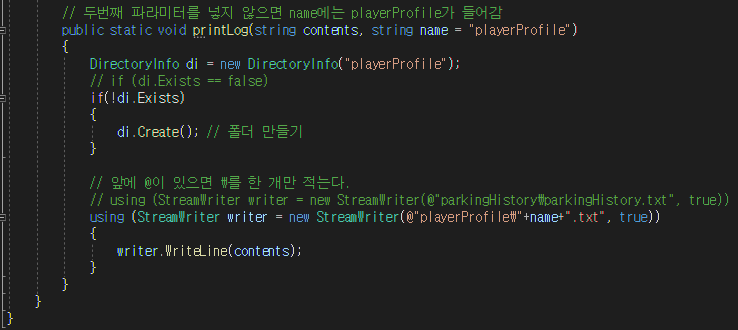 // 두번째 파라미터를 넣지 않으면 name에는 playerProfile가 들어감
public static void printLog(string contents, string name = "playerProfile")
{
DirectoryInfo di = new DirectoryInfo("playerProfile");
// if (di.Exists == false)
if(!di.Exists)
{
di.Create(); // 폴더 만들기
}
// 앞에 @이 있으면 ₩를 한 개만 적는다.
// using (StreamWriter writer = new StreamWriter(@"parkingHistory₩parkingHistory.txt", true))
using (StreamWriter writer = new StreamWriter(@"playerProfile₩"+name+".txt", true))
{
writer.WriteLine(contents);
}
}
}
}